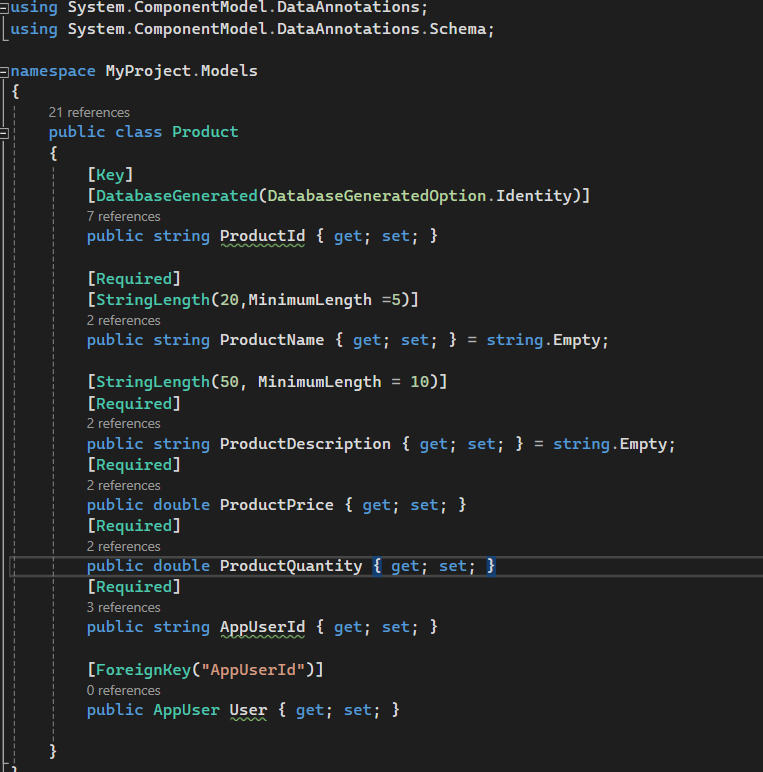 using System.ComponentModel.DataAnnotations;
using System.ComponentModel.DataAnnotations.Schema;
namespace MyProject.Models
{
21 references
public class Product
{
[Key]
[DatabaseGenerated(DatabaseGeneratedOption.Identity)]
7 references
public string ProductId { get; set; }
[Required]
[StringLength(20,MinimumLength =5)]
2 references
public string ProductName { get; set; } = string.Empty;
[StringLength(50, MinimumLength = 10)]
[Required]
2 references
public string ProductDescription { get; set; } = string.Empty;
[Required]
2 references
public double ProductPrice { get; set; }
[Required]
2 references
public double ProductQuantity { get; set; }
[Required]
3 references
public string AppUserId { get; set; }
[ForeignKey("AppUserId")]
0 references
public AppUser User { get; set; }
}
}